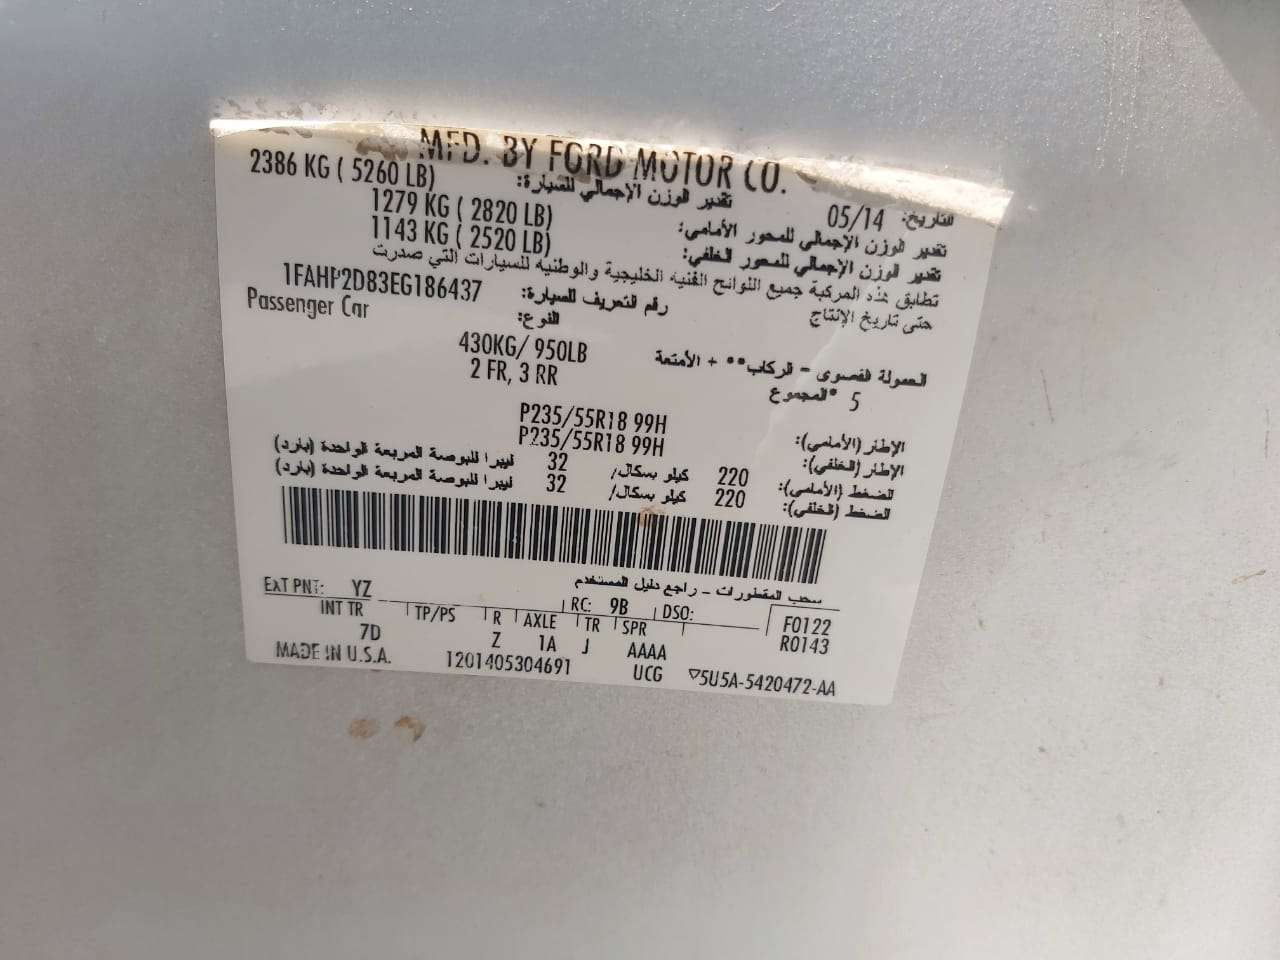 MFD. BY FORD MOTOR CO.
التاريخ: 05/14 تقدير الوزن الإجمالي للسيارة: 2386 KG ( 5260 LB)
تقدير الوزن الإجمالي للمحور الأمامي: 1279 KG ( 2820 LB)
تقدير الوزن الإجمالي للمحور الخلفي: 1143 KG ( 2520 LB)
تطابق هذه المركبة جميع اللوائح الفنيه الخليجية والوطنيه للسيارات التي صدرت
حتى تاريخ الإنتاج
رقم التعريف للسيارة: 1FAHP2D83EG186437
النوع: Passenger Car
الحمولة القصوى - الركاب** + الأمتعة 430KG/ 950LB
5 *المجموع 2 FR, 3 RR
الإطار (الأمامي): P235/55R18 99H
الإطار (الخلفي): P235/55R18 99H
الضغط (الأمامي): 220 كيلو بسكال/ 32 ليبرا للبوصة المربعة الواحدة (بارد)
الضغط (الخلفي): 220 كيلو بسكال/ 32 ليبرا للبوصة المربعة الواحدة (بارد)
سحب المقطورات - راجع دليل المستخدم
EXT PNT: YZ RC: 9B DSO: F0122
INT TR TP/PS R AXLE TR SPR R0143
7D Z 1A J AAAA
MADE IN U.S.A. 1201405304691 UCG ▽5U5A-5420472-AA